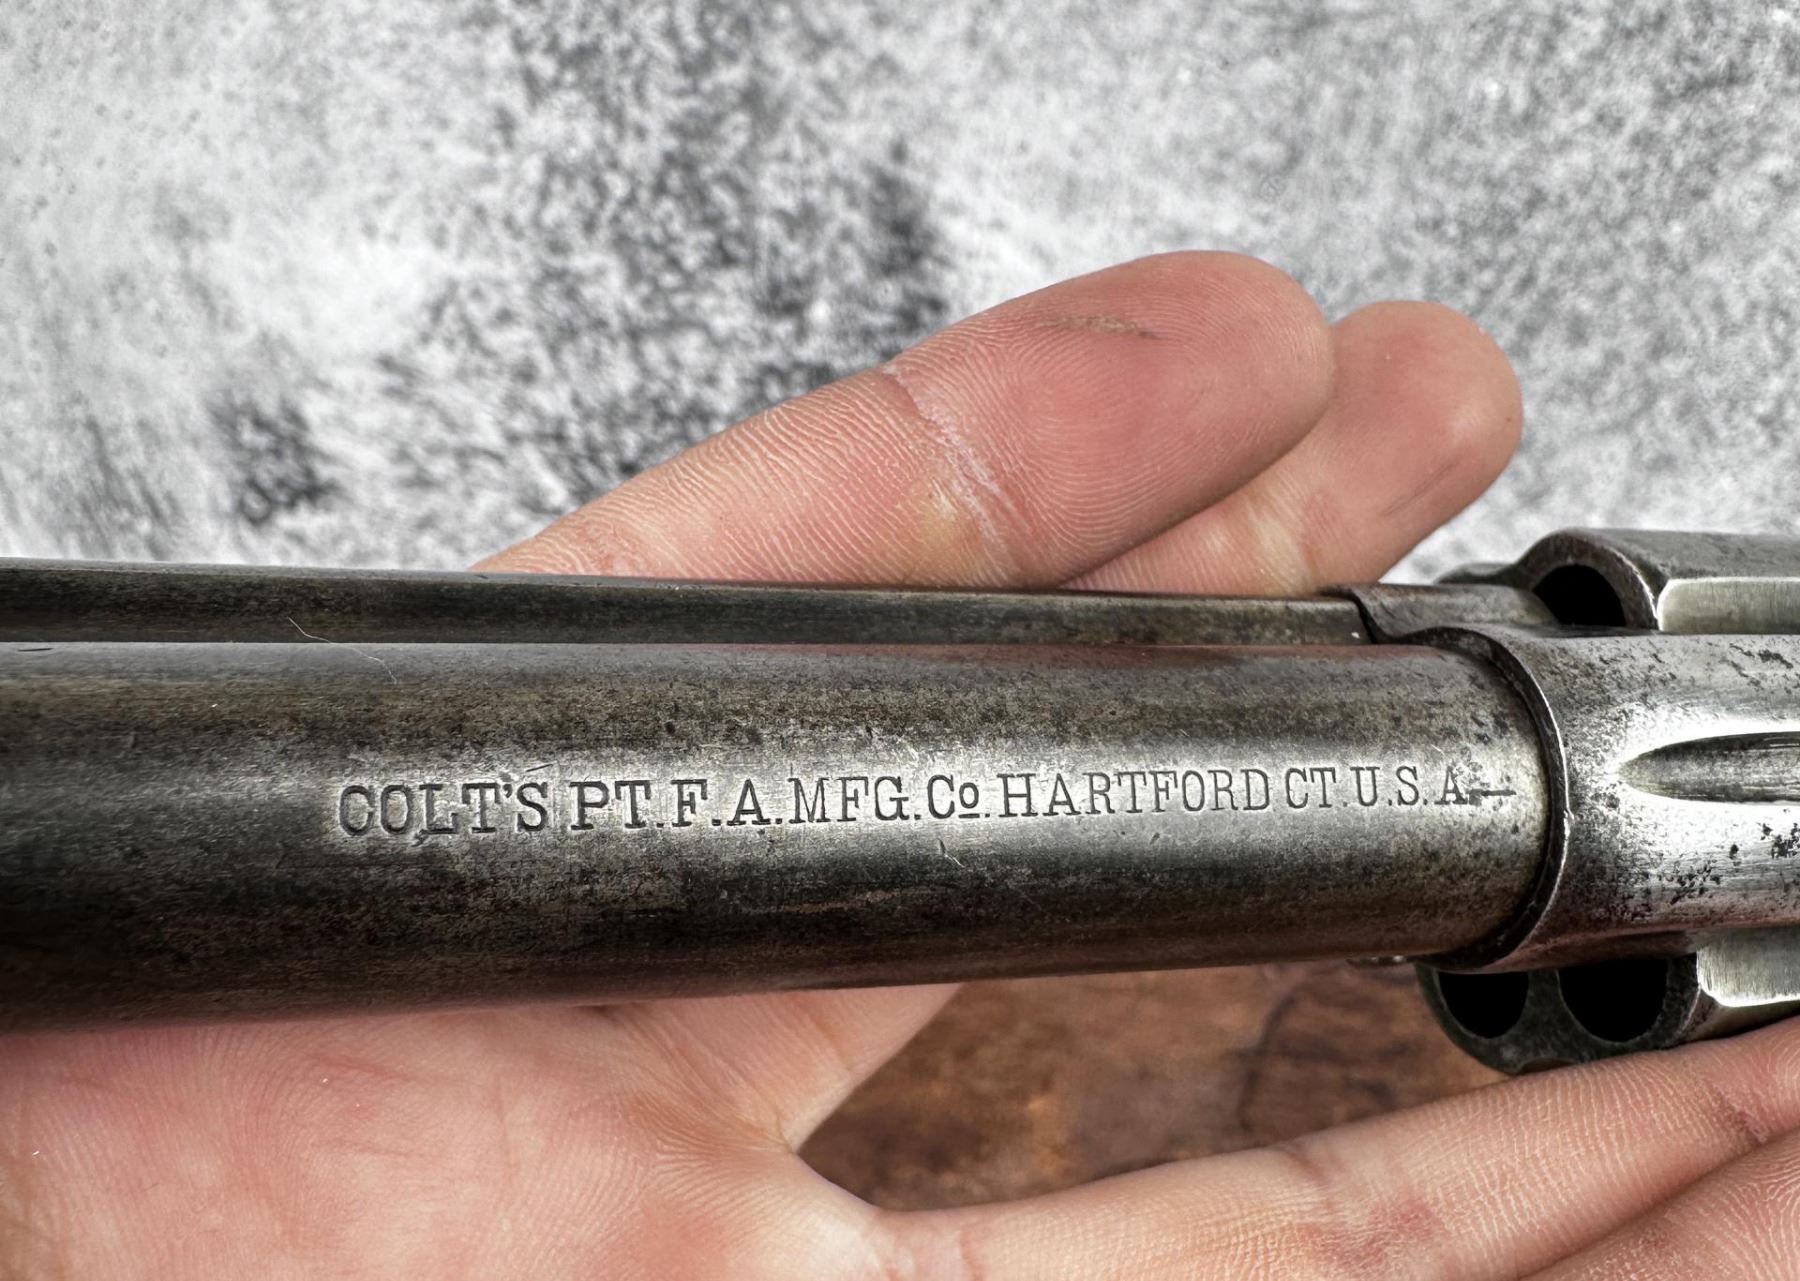 COLT'S PT. F. A. MFG. Co. HARTFORD CT. U.S.A.—